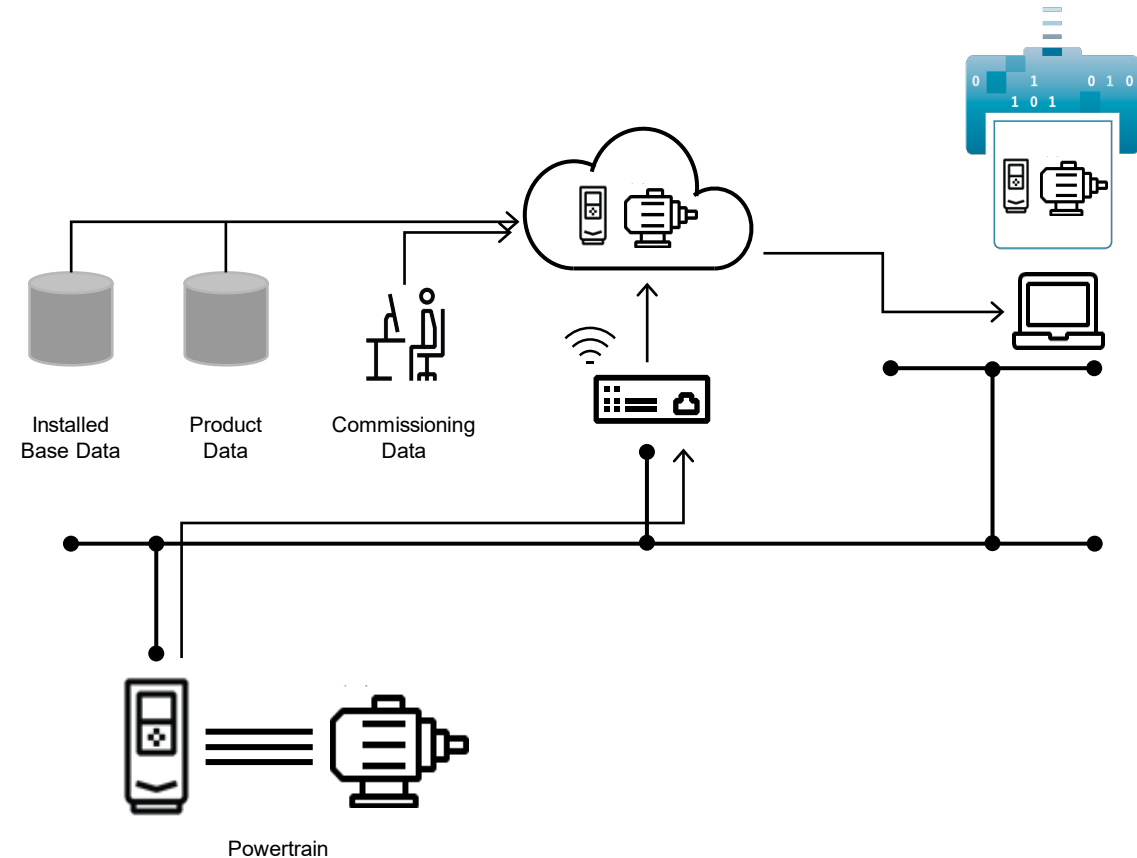 0 1 0 1 0
1 0 1
Installed
Base Data
Product
Data
Commissioning
Data
Powertrain